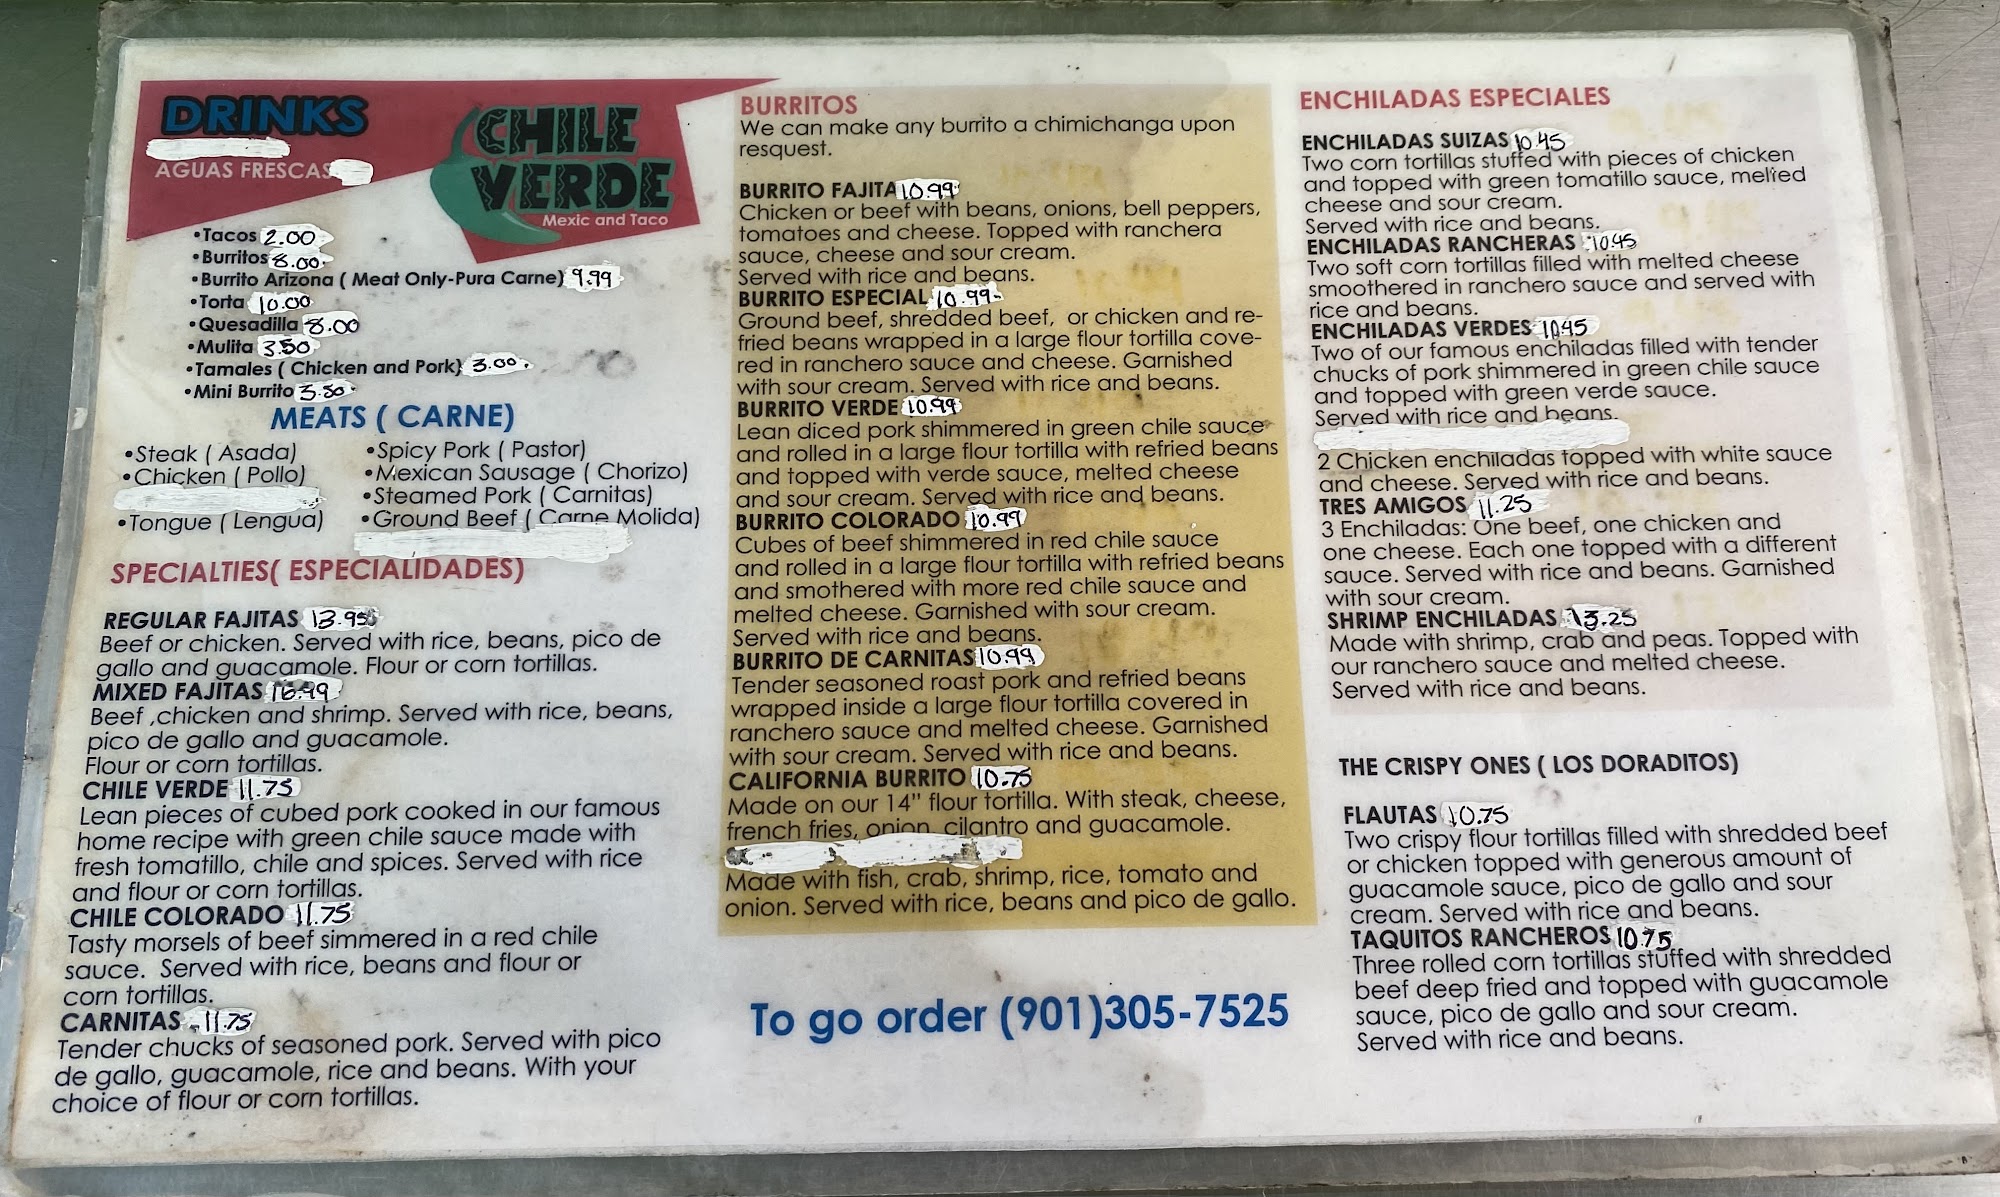 DRINKS
AGUAS FRESCAS
CHILE
VERDE
Mexic and Taco
•Tacos 2.00
•Burritos 8.00
•Burrito Arizona ( Meat Only-Pura Carne) 9.99
•Torta 10.00
•Quesadilla 8.00
•Mulita 3.50
•Tamales ( Chicken and Pork) 3.00
•Mini Burrito 3.50
MEATS ( CARNE)
•Steak ( Asada)
•Chicken ( Pollo)
•Tongue ( Lengua)
•Spicy Pork ( Pastor)
•Mexican Sausage ( Chorizo)
•Steamed Pork ( Carnitas)
•Ground Beef ( Carne Molida)
SPECIALTIES( ESPECIALIDADES)
REGULAR FAJITAS 13.95
Beef or chicken. Served with rice, beans, pico de
gallo and guacamole. Flour or corn tortillas.
MIXED FAJITAS 16.99
Beef ,chicken and shrimp. Served with rice, beans,
pico de gallo and guacamole.
Flour or corn tortillas.
CHILE VERDE 11.75
Lean pieces of cubed pork cooked in our famous
home recipe with green chile sauce made with
fresh tomatillo, chile and spices. Served with rice
and flour or corn tortillas.
CHILE COLORADO 11.75
Tasty morsels of beef simmered in a red chile
sauce. Served with rice, beans and flour or
corn tortillas.
CARNITAS 11.75
Tender chucks of seasoned pork. Served with pico
de gallo, guacamole, rice and beans. With your
choice of flour or corn tortillas.
BURRITOS
We can make any burrito a chimichanga upon
resquest.
BURRITO FAJITA 10.99
Chicken or beef with beans, onions, bell peppers,
tomatoes and cheese. Topped with ranchera
sauce, cheese and sour cream.
Served with rice and beans.
BURRITO ESPECIAL 10.99
Ground beef, shredded beef, or chicken and re-
fried beans wrapped in a large flour tortilla cove-
red in ranchero sauce and cheese. Garnished
with sour cream. Served with rice and beans.
BURRITO VERDE 10.99
Lean diced pork shimmered in green chile sauce
and rolled in a large flour tortilla with refried beans
and topped with verde sauce, melted cheese
and sour cream. Served with rice and beans.
BURRITO COLORADO 10.99
Cubes of beef shimmered in red chile sauce
and rolled in a large flour tortilla with refried beans
and smothered with more red chile sauce and
melted cheese. Garnished with sour cream.
Served with rice and beans.
BURRITO DE CARNITAS 10.99
Tender seasoned roast pork and refried beans
wrapped inside a large flour tortilla covered in
ranchero sauce and melted cheese. Garnished
with sour cream. Served with rice and beans.
CALIFORNIA BURRITO 10.75
Made on our 14" flour tortilla. With steak, cheese,
french fries, onion, cilantro and guacamole.
Made with fish, crab, shrimp, rice, tomato and
onion. Served with rice, beans and pico de gallo.
To go order (901)305-7525
ENCHILADAS ESPECIALES
ENCHILADAS SUIZAS 10.45
Two corn tortillas stuffed with pieces of chicken
and topped with green tomatillo sauce, melted
cheese and sour cream.
Served with rice and beans.
ENCHILADAS RANCHERAS 10.45
Two soft corn tortillas filled with melted cheese
smoothered in ranchero sauce and served with
rice and beans.
ENCHILADAS VERDES 10.45
Two of our famous enchiladas filled with tender
chucks of pork shimmered in green chile sauce
and topped with green verde sauce.
Served with rice and beans.
2 Chicken enchiladas topped with white sauce
and cheese. Served with rice and beans.
TRES AMIGOS 11.25
3 Enchiladas: One beef, one chicken and
one cheese. Each one topped with a different
sauce. Served with rice and beans. Garnished
with sour cream.
SHRIMP ENCHILADAS 13.25
Made with shrimp, crab and peas. Topped with
our ranchero sauce and melted cheese.
Served with rice and beans.
THE CRISPY ONES ( LOS DORADITOS)
FLAUTAS 10.75
Two crispy flour tortillas filled with shredded beef
or chicken topped with generous amount of
guacamole sauce, pico de gallo and sour
cream. Served with rice and beans.
TAQUITOS RANCHEROS 10.75
Three rolled corn tortillas stuffed with shredded
beef deep fried and topped with guacamole
sauce, pico de gallo and sour cream.
Served with rice and beans.